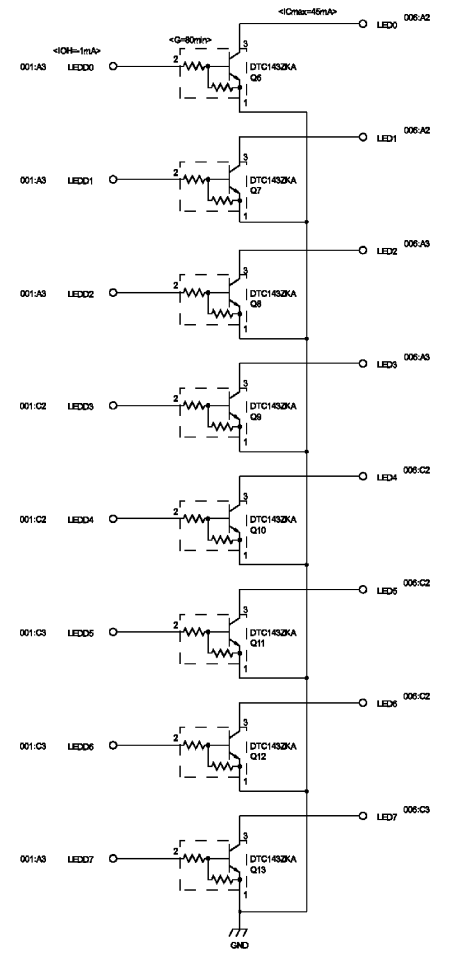 <ICmax=45mA>
LED0 006:A2
<IOH=-1mA>
<G=80min>
001:A3 LEDD0
2
3
DTC143ZKA
Q6
1
LED1 006:A2
001:A3 LEDD1
2
3
DTC143ZKA
Q7
1
LED2 006:A3
001:A3 LEDD2
2
3
DTC143ZKA
Q8
1
LED3 006:A3
001:C2 LEDD3
2
3
DTC143ZKA
Q9
1
LED4 006:C2
001:C2 LEDD4
2
3
DTC143ZKA
Q10
1
LED5 006:C2
001:C3 LEDD5
2
3
DTC143ZKA
Q11
1
LED6 006:C2
001:C3 LEDD6
2
3
DTC143ZKA
Q12
1
LED7 006:C3
001:A3 LEDD7
2
3
DTC143ZKA
Q13
1
GND